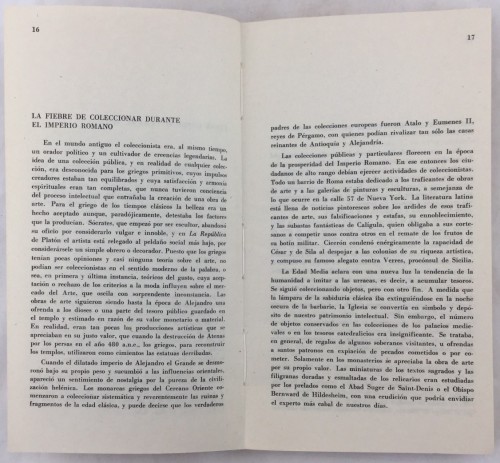 16
LA FIEBRE DE COLECCIONAR DURANTE
EL IMPERIO ROMANO
En el mundo antiguo el coleccionista era, al mismo tiempo,
un orador político y un cultivador de creencias legendarias. La
idea de una colección pública, y en realidad de cualquier colec-
ción, era desconocida para los griegos primitivos, cuyo impulso
creadores estaban tan equilibrados y cuya satisfacción y armonía
espirituales eran tan completas, que nunca tuvieron conciencia
del proceso intelectual que entrañaba la creación de una obra de
arte. Para el griego de los tiempos clásicos la belleza era un
hecho aceptado aunque, paradójicamente, detestaba los factores
que la producían. Sócrates, que empezó por ser escultor, abandonó
su oficio por considerarlo vulgar e innoble, y en La República
de Platón el artista está relegado al peldaño social más bajo, por
considerársele un simple obrero o decorador. Puesto que los griegos
tenían pocas opiniones y casi ninguna teoría sobre el arte, no
podían ser coleccionistas en el sentido moderno de la palabra, o
sea, en primera y última instancia, teóricos del gusto, cuya acep-
tación o rechazo de los criterios a la moda influyen sobre el mer-
cado del Arte, que oscila con sorprendente inconstancia. Las
obras de arte siguieron siendo hasta la época de Alejandro una
ofrenda a los dioses o una parte del tesoro público guardado en
el templo y estimado en razón de su valor monetario o material.
En realidad, eran tan pocas las producciones artísticas que se
apreciaban en su justo valor, que cuando la destrucción de Atenas
por los persas en el año 480 a.n.e., los griegos, para reconstruir
los templos, utilizaron como cimientos las estatuas derribadas.
Cuando el dilatado imperio de Alejandro el Grande se desmo-
ronó bajo su propio peso y sucumbió a las influencias orientales,
apareció un sentimiento de nostalgia por la pureza de la civili-
zación helénica. Los monarcas griegos del Cercano Oriente co-
menzaron a coleccionar sistemática y reverentemente las ruinas y
fragmentos de la edad clásica, y puede decirse que los verdaderos
17
padres de las colecciones europeas fueron Atalo y Eumenes II,
reyes de Pérgamo, con quienes podían rivalizar tan sólo las casas
reinantes de Antioquía y Alejandría.
Las colecciones públicas y particulares florecen en la época
de la prosperidad del Imperio Romano. En ese entonces los ciu-
dadanos de alto rango debían ejercer actividades de coleccionistas.
Todo un barrio de Roma estaba dedicado a los traficantes de obras
de arte y a las galerías de pinturas y esculturas, a semejanza de
lo que ocurre en la calle 57 de Nueva York. La literatura latina
está llena de noticias pintorescas sobre los ardides de esos trafi-
cantes de arte, sus falsificaciones y estafas, su ennoblecimiento,
y las subastas fantásticas de Calígula, quien obligaba a sus corte-
sanos a competir unos contra otros en el remate de los frutos de
su botín militar. Cicerón condenó enérgicamente la rapacidad de
César y de Sila al despojar a las colonias de su riqueza artística,
y compuso un famoso alegato contra Verres, procónsul de Sicilia.
La Edad Media aclara con una nueva luz la tendencia de la
humanidad a imitar a las urracas, es decir, a acumular tesoros.
Se siguió coleccionando objetos, pero con otro fin. A medida que
la lámpara de la sabiduría clásica iba extinguiéndose en la noche
oscura de la barbarie, la Iglesia se convertía en símbolo y depó-
sito de nuestro patrimonio intelectual. Sin embargo, el número
de objetos conservados en las colecciones de los palacios medie-
vales o en los tesoros catedralicios era insignificante. Se trataba,
en general, de regalos de algunos soberanos visitantes, u ofrendas
a santos patronos en expiación de pecados cometidos o por co-
meter. Solamente en los monasterios se apreciaba la obra de arte
por su propio valor. Las miniaturas de los textos sagrados y las
filigranas doradas y esmaltadas de los relicarios eran estudiadas
por los prelados como el Abad Suger de Saint-Denis o el Obispo
Bernward de Hildesheim, con una erudición que podría envidiar
el experto más cabal de nuestros días.